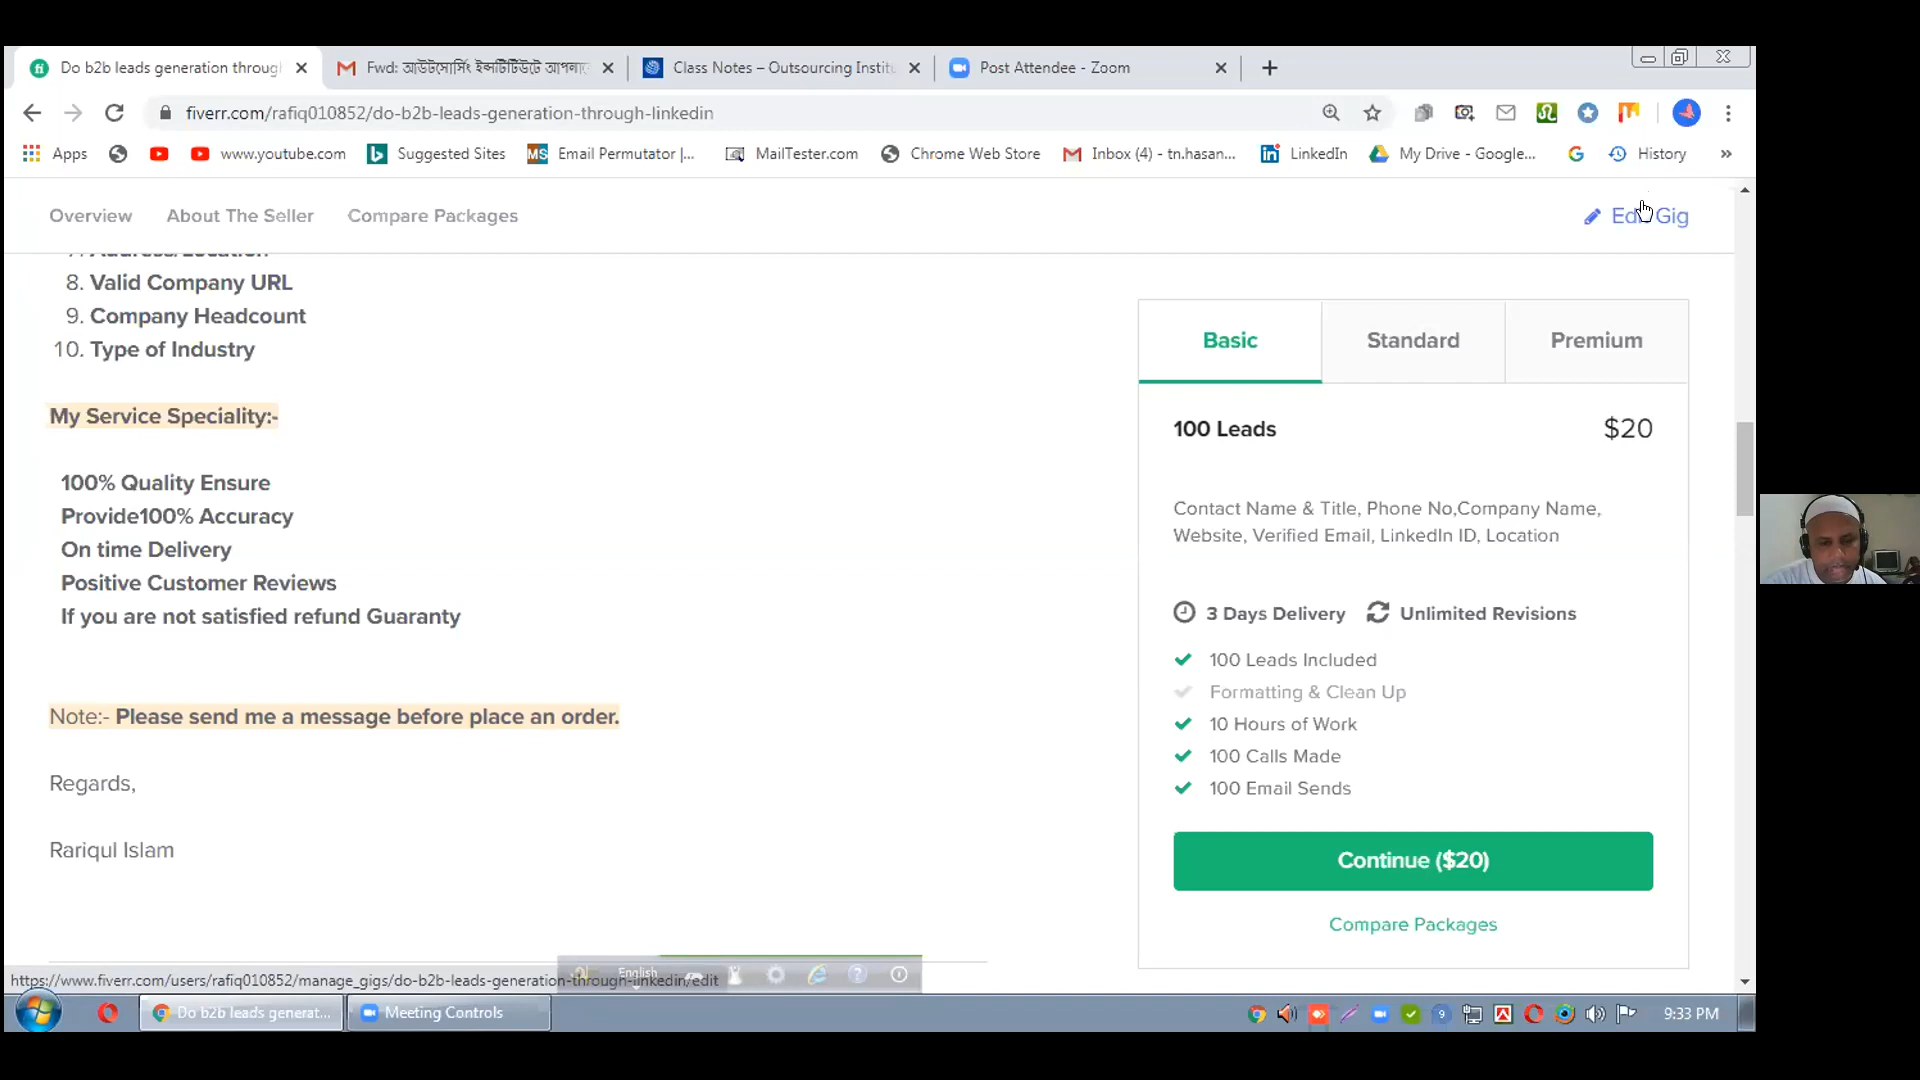 Do b2b leads generation throug
Fwd: আউটসোর্সিং ইন্সটিটিউটে আপনা
Class Notes – Outsourcing Institu
Post Attendee - Zoom
fiverr.com/rafiq010852/do-b2b-leads-generation-through-linkedin
Apps
www.youtube.com
Suggested Sites
MS
Email Permutator |...
MailTester.com
Chrome Web Store
Inbox (4) - tn.hasan...
LinkedIn
My Drive - Google...
History
Overview
About The Seller
Compare Packages
Edit Gig
7. Address/Location
8. Valid Company URL
9. Company Headcount
10. Type of Industry
My Service Speciality:-
100% Quality Ensure
Provide100% Accuracy
On time Delivery
Positive Customer Reviews
If you are not satisfied refund Guaranty
Note:- Please send me a message before place an order.
Regards,
Rariqul Islam
Basic
Standard
Premium
100 Leads
$20
Contact Name & Title, Phone No,Company Name,
Website, Verified Email, LinkedIn ID, Location
3 Days Delivery
Unlimited Revisions
100 Leads Included
Formatting & Clean Up
10 Hours of Work
100 Calls Made
100 Email Sends
Continue ($20)
Compare Packages
English
https://www.fiverr.com/users/rafiq010852/manage_gigs/do-b2b-leads-generation-through-linkedin/edit
Do b2b leads generat...
Meeting Controls
9:33 PM